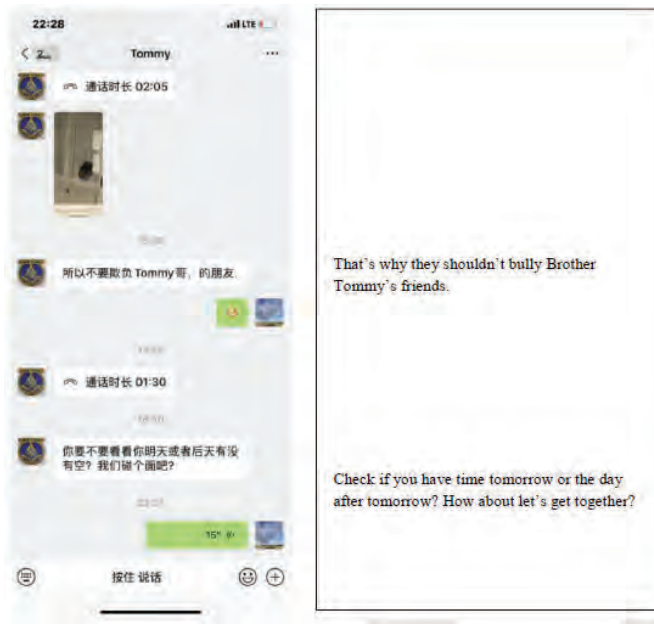 22:28
LTE
Tommy
通话时长 02:05
所以不要欺负 Tommy 哥，的朋友
通话时长 01:30
你要不要看看你明天或者后天有没
有空？我们碰个面吧？
15"
按住 说话
That's why they shouldn't bully Brother
Tommy's friends.
Check if you have time tomorrow or the day
after tomorrow? How about let's get together?